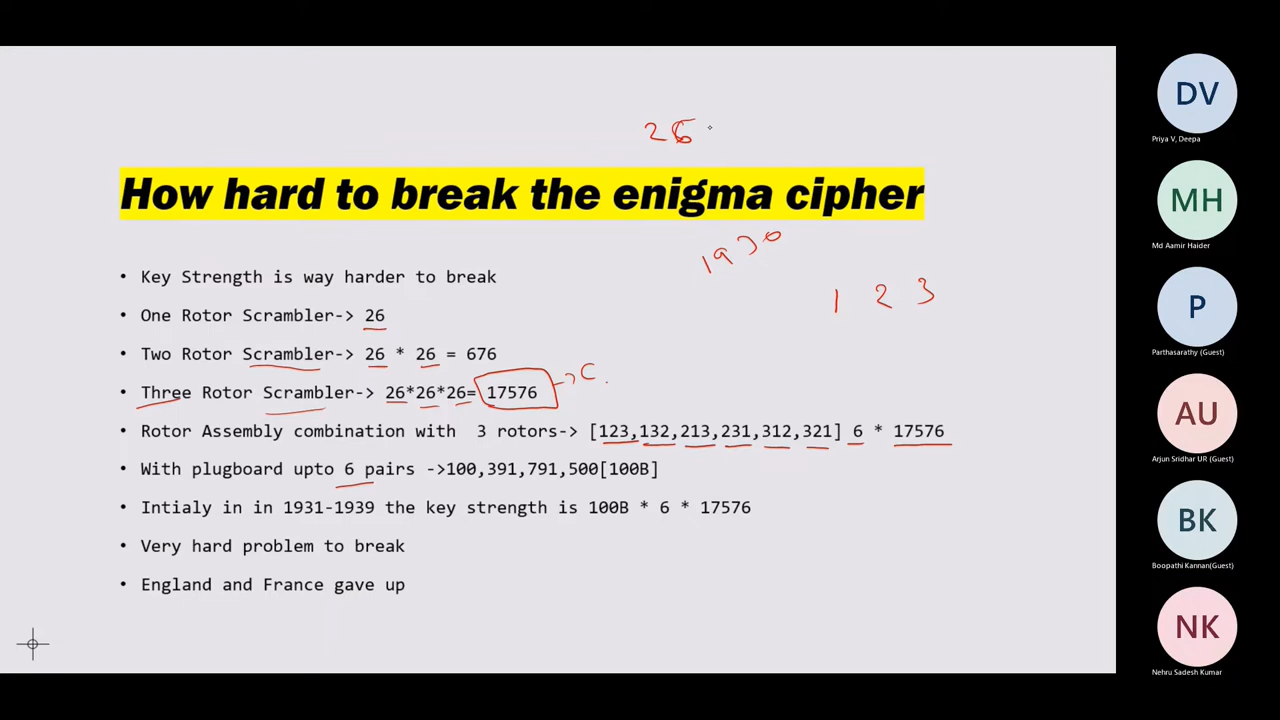 26
How hard to break the enigma cipher
1930
1 2 3
• Key Strength is way harder to break
• One Rotor Scrambler-> 26
• Two Rotor Scrambler-> 26 * 26 = 676
• Three Rotor Scrambler-> 26*26*26= 17576 -> C.
• Rotor Assembly combination with 3 rotors-> [123,132,213,231,312,321] 6 * 17576
• With plugboard upto 6 pairs ->100,391,791,500[100B]
• Intialy in in 1931-1939 the key strength is 100B * 6 * 17576
• Very hard problem to break
• England and France gave up
DV
Priya V, Deepa
MH
Md Aamir Haider
P
Parthasarathy (Guest)
AU
Arjun Sridhar UR (Guest)
BK
Boopathi Kannan(Guest)
NK
Nehru Sadesh Kumar